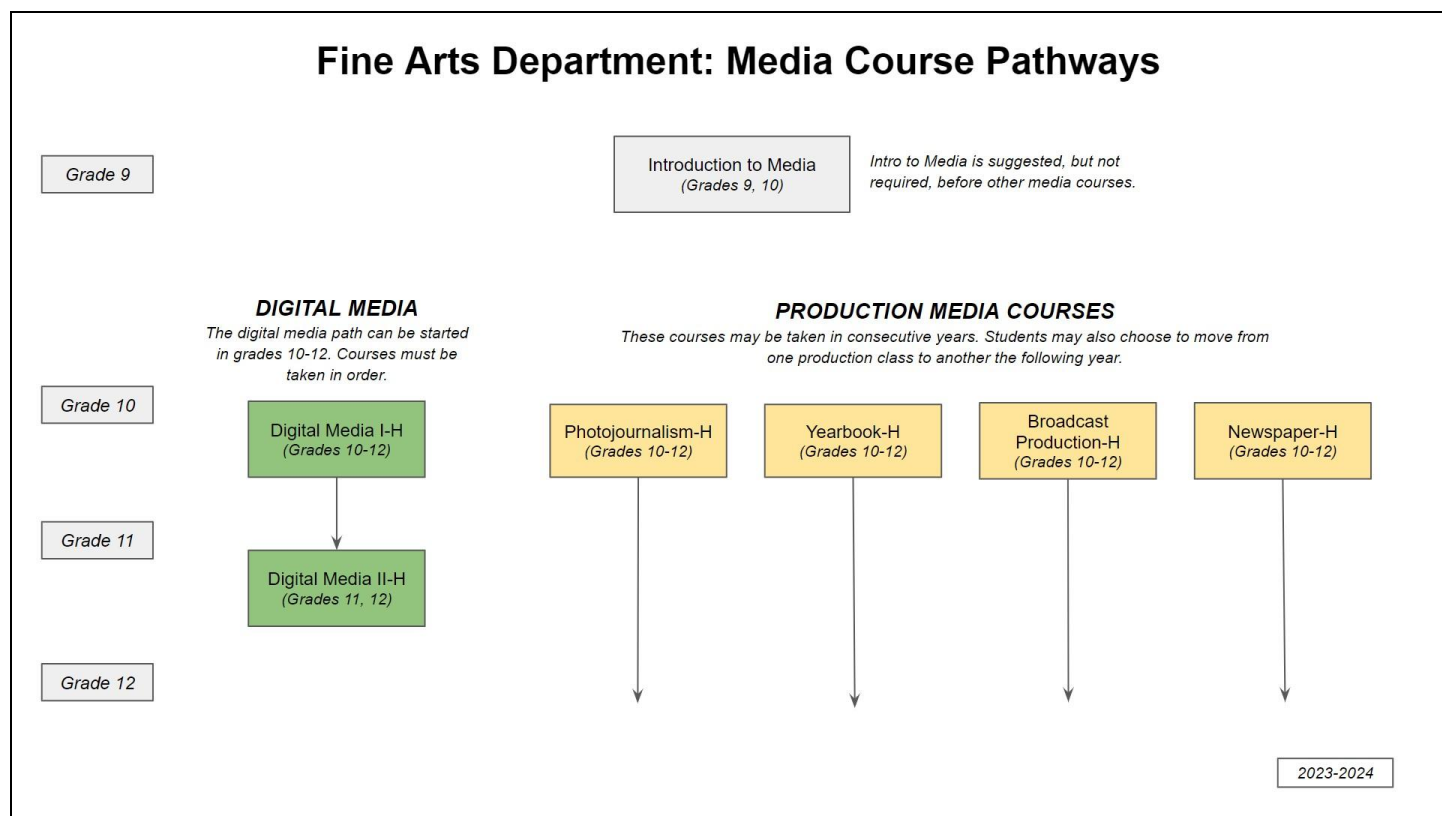 Fine Arts Department: Media Course Pathways
Grade 9
Introduction to Media
(Grades 9, 10)
Intro to Media is suggested, but not
required, before other media courses.
DIGITAL MEDIA
The digital media path can be started
in grades 10-12. Courses must be
taken in order.
PRODUCTION MEDIA COURSES
These courses may be taken in consecutive years. Students may also choose to move from
one production class to another the following year.
Grade 10
Digital Media I-H
(Grades 10-12)
Photojournalism-H
(Grades 10-12)
Yearbook-H
(Grades 10-12)
Broadcast
Production-H
(Grades 10-12)
Newspaper-H
(Grades 10-12)
Grade 11
Digital Media II-H
(Grades 11, 12)
Grade 12
2023-2024